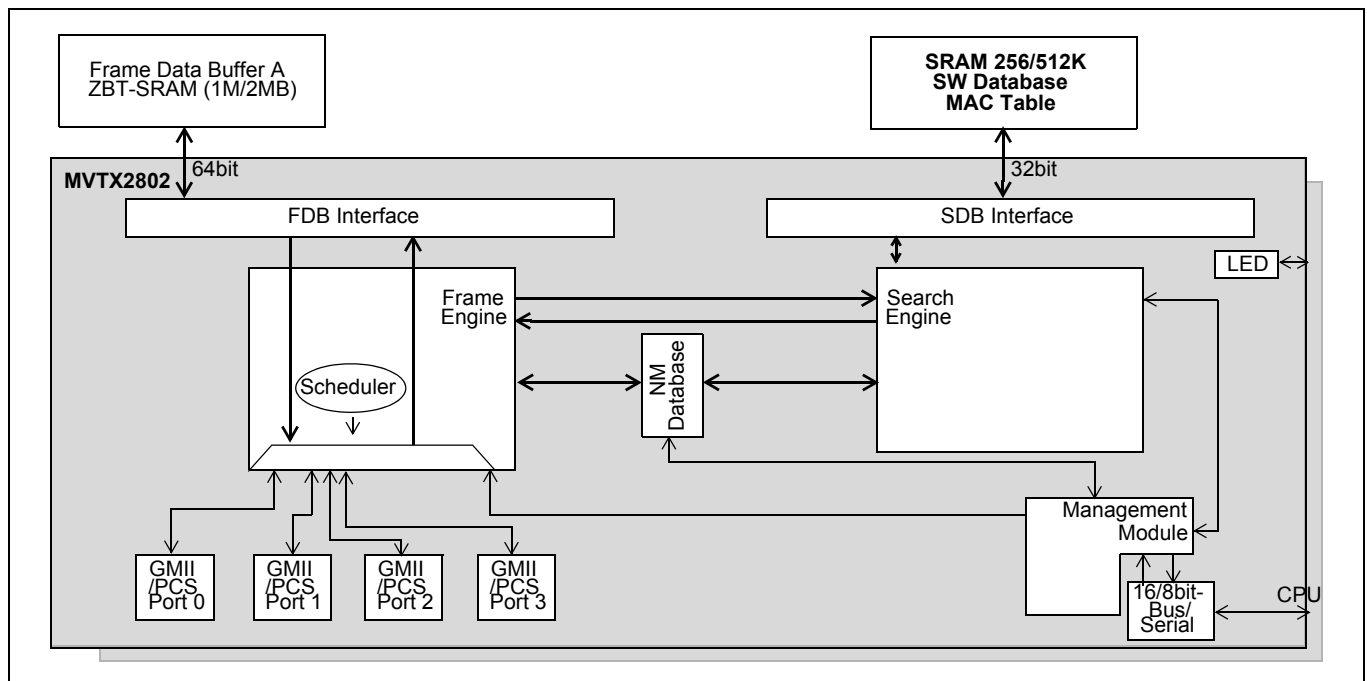 Frame Data Buffer A
ZBT-SRAM (1M/2MB)
SRAM 256/512K
SW Database
MAC Table
64bit
32bit
MVTX2802
FDB Interface
SDB Interface
LED
Frame
Engine
Search
Engine
NM
Database
Scheduler
Management
Module
GMII
/PCS
Port 0
GMII
/PCS
Port 1
GMII
/PCS
Port 2
GMII
/PCS
Port 3
16/8bit-
Bus/
Serial
CPU